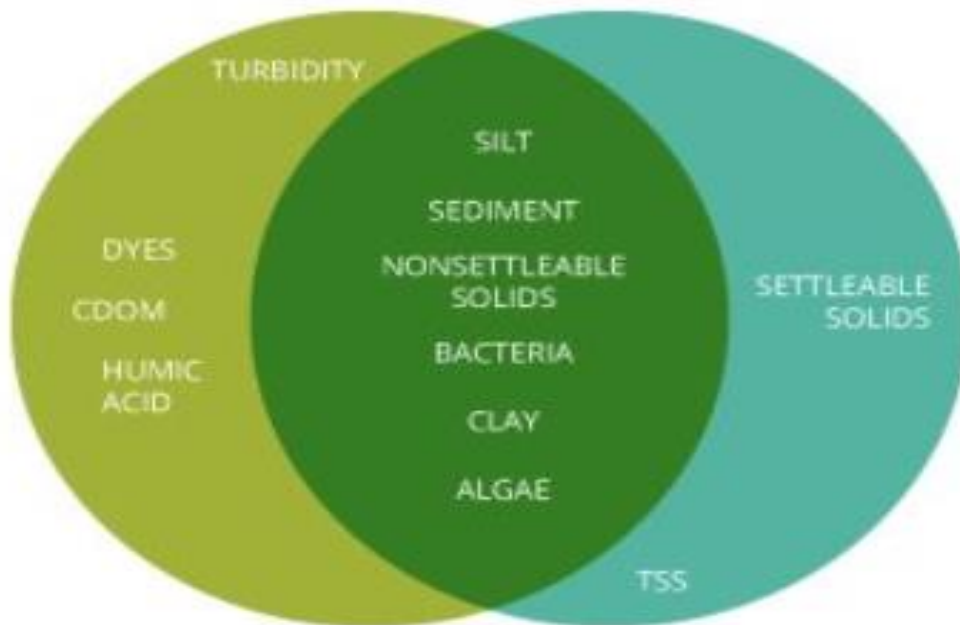 TURBIDITY
DYES
CDOM
HUMIC
ACID
SILT
SEDIMENT
NONSETTLEABLE
SOLIDS
BACTERIA
CLAY
ALGAE
SETTLEABLE
SOLIDS
TSS